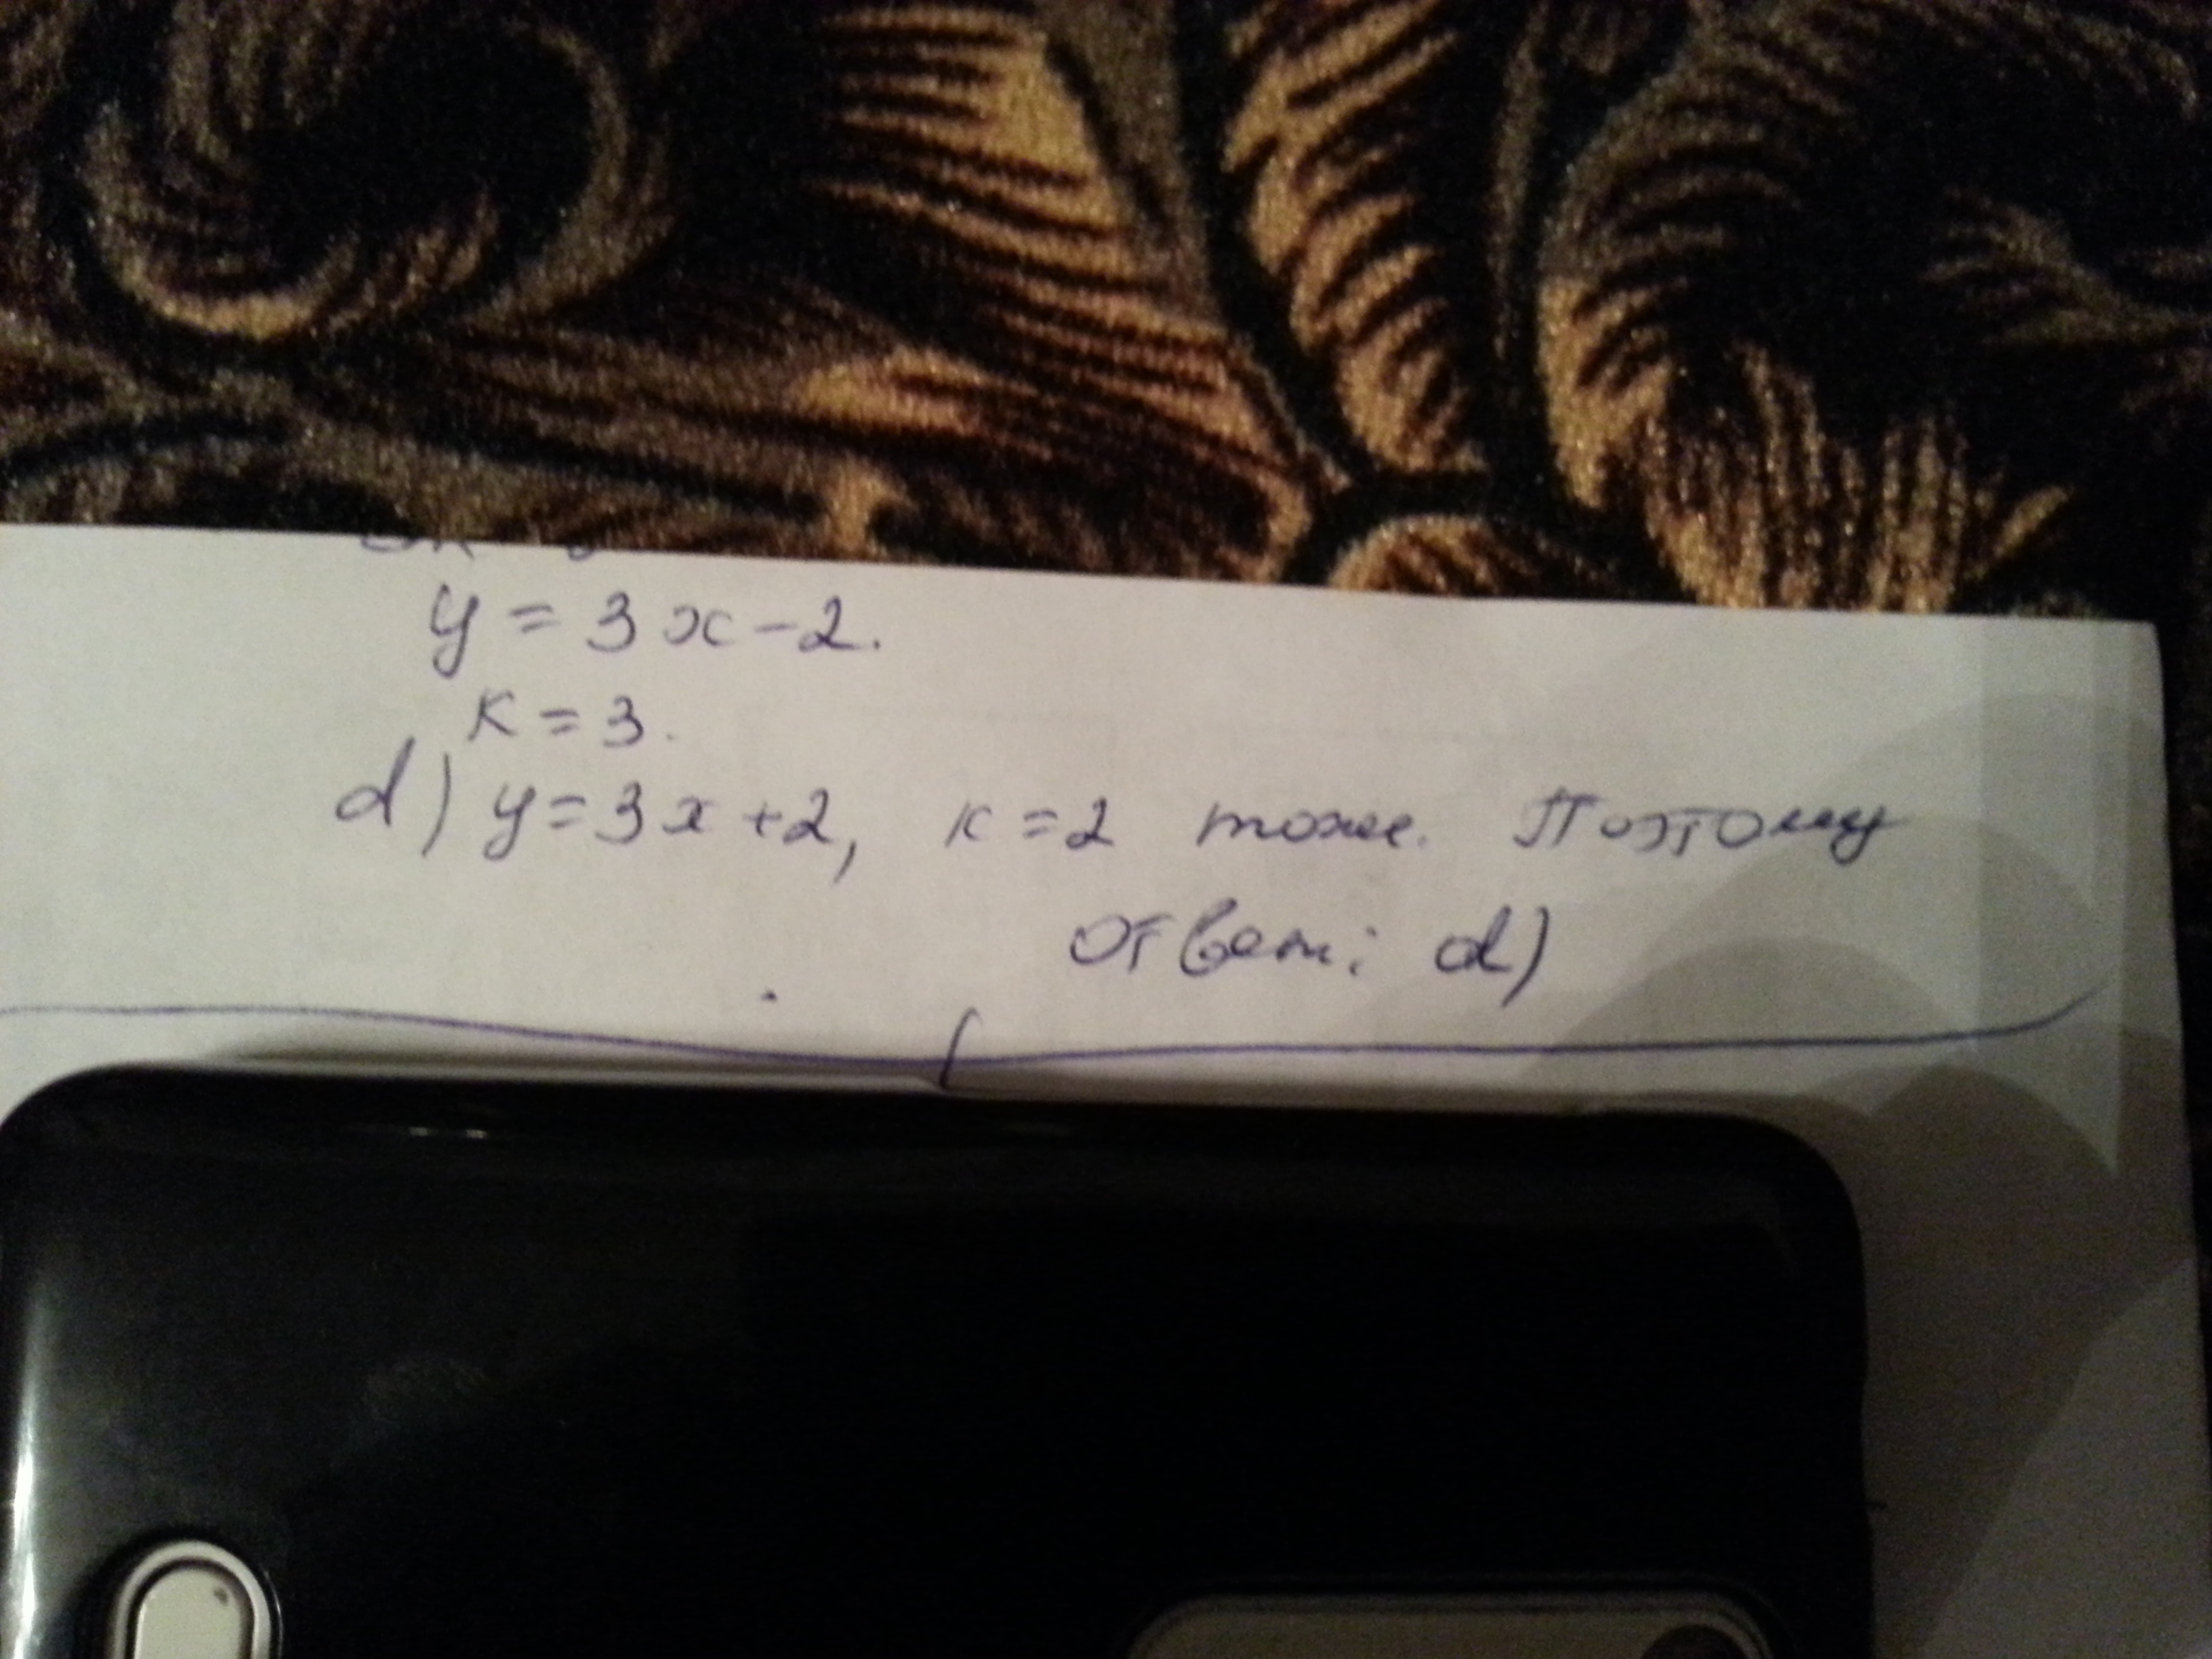 y = 3x-2.
к = 3.
d) y=3x+2, к=2 тоже. Поэтому
Ответ: d)